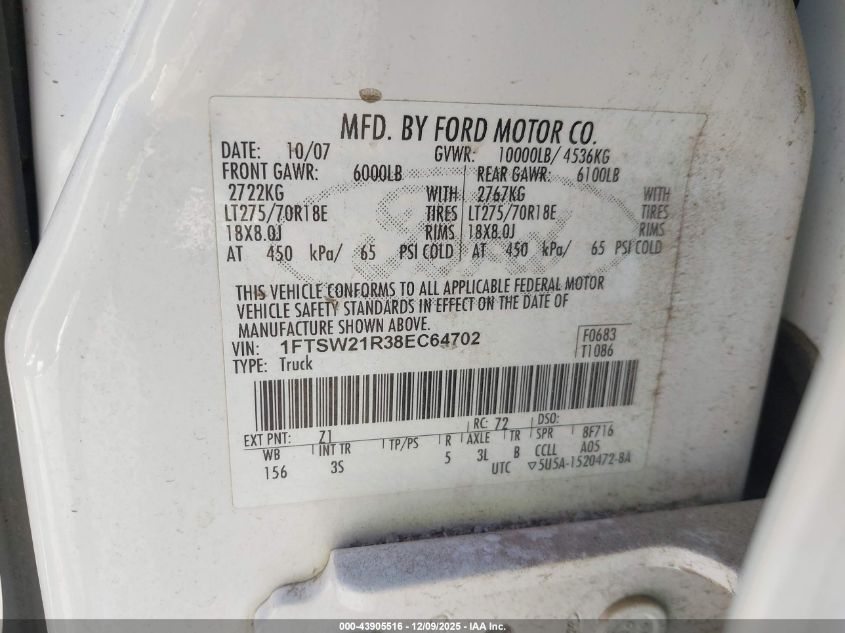 MFD. BY FORD MOTOR CO.
DATE: 10/07 GVWR: 10000LB/ 4536KG
FRONT GAWR: 6000LB REAR GAWR: 6100LB
2722KG WITH 2767KG WITH
LT275/70R18E TIRES LT275/70R18E TIRES
18X8.0J RIMS 18X8.0J RIMS
AT 450 kPa/ 65 PSI COLD AT 450 kPa/ 65 PSI COLD
THIS VEHICLE CONFORMS TO ALL APPLICABLE FEDERAL MOTOR
VEHICLE SAFETY STANDARDS IN EFFECT ON THE DATE OF
MANUFACTURE SHOWN ABOVE.
VIN: 1FTSW21R38EC64702 F0683
TYPE: Truck T1086
EXT PNT: Z1 RC: 72 DSO:
WB INT TR TP/PS R AXLE TR SPR 8F716
156 3S 5 3L B CCLL A05
UTC ▽5U5A-1520472-BA
000-43905516 - 12/09/2025 - IAA Inc.